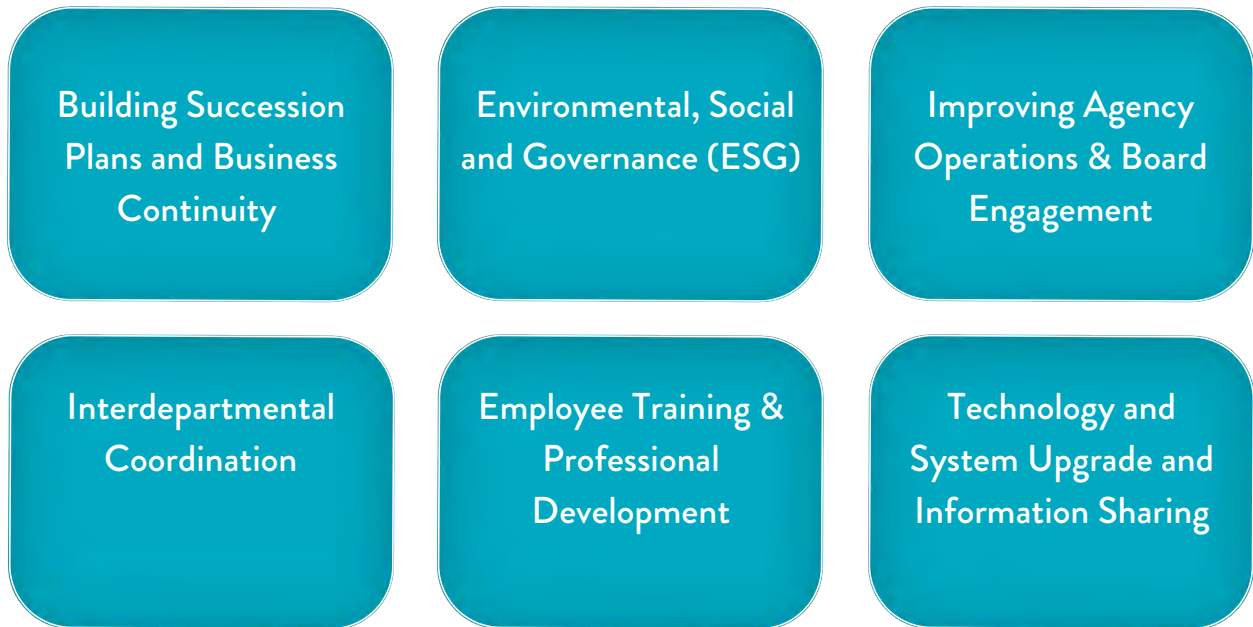 Building Succession
Plans and Business
Continuity
Environmental, Social
and Governance (ESG)
Improving Agency
Operations & Board
Engagement
Interdepartmental
Coordination
Employee Training &
Professional
Development
Technology and
System Upgrade and
Information Sharing